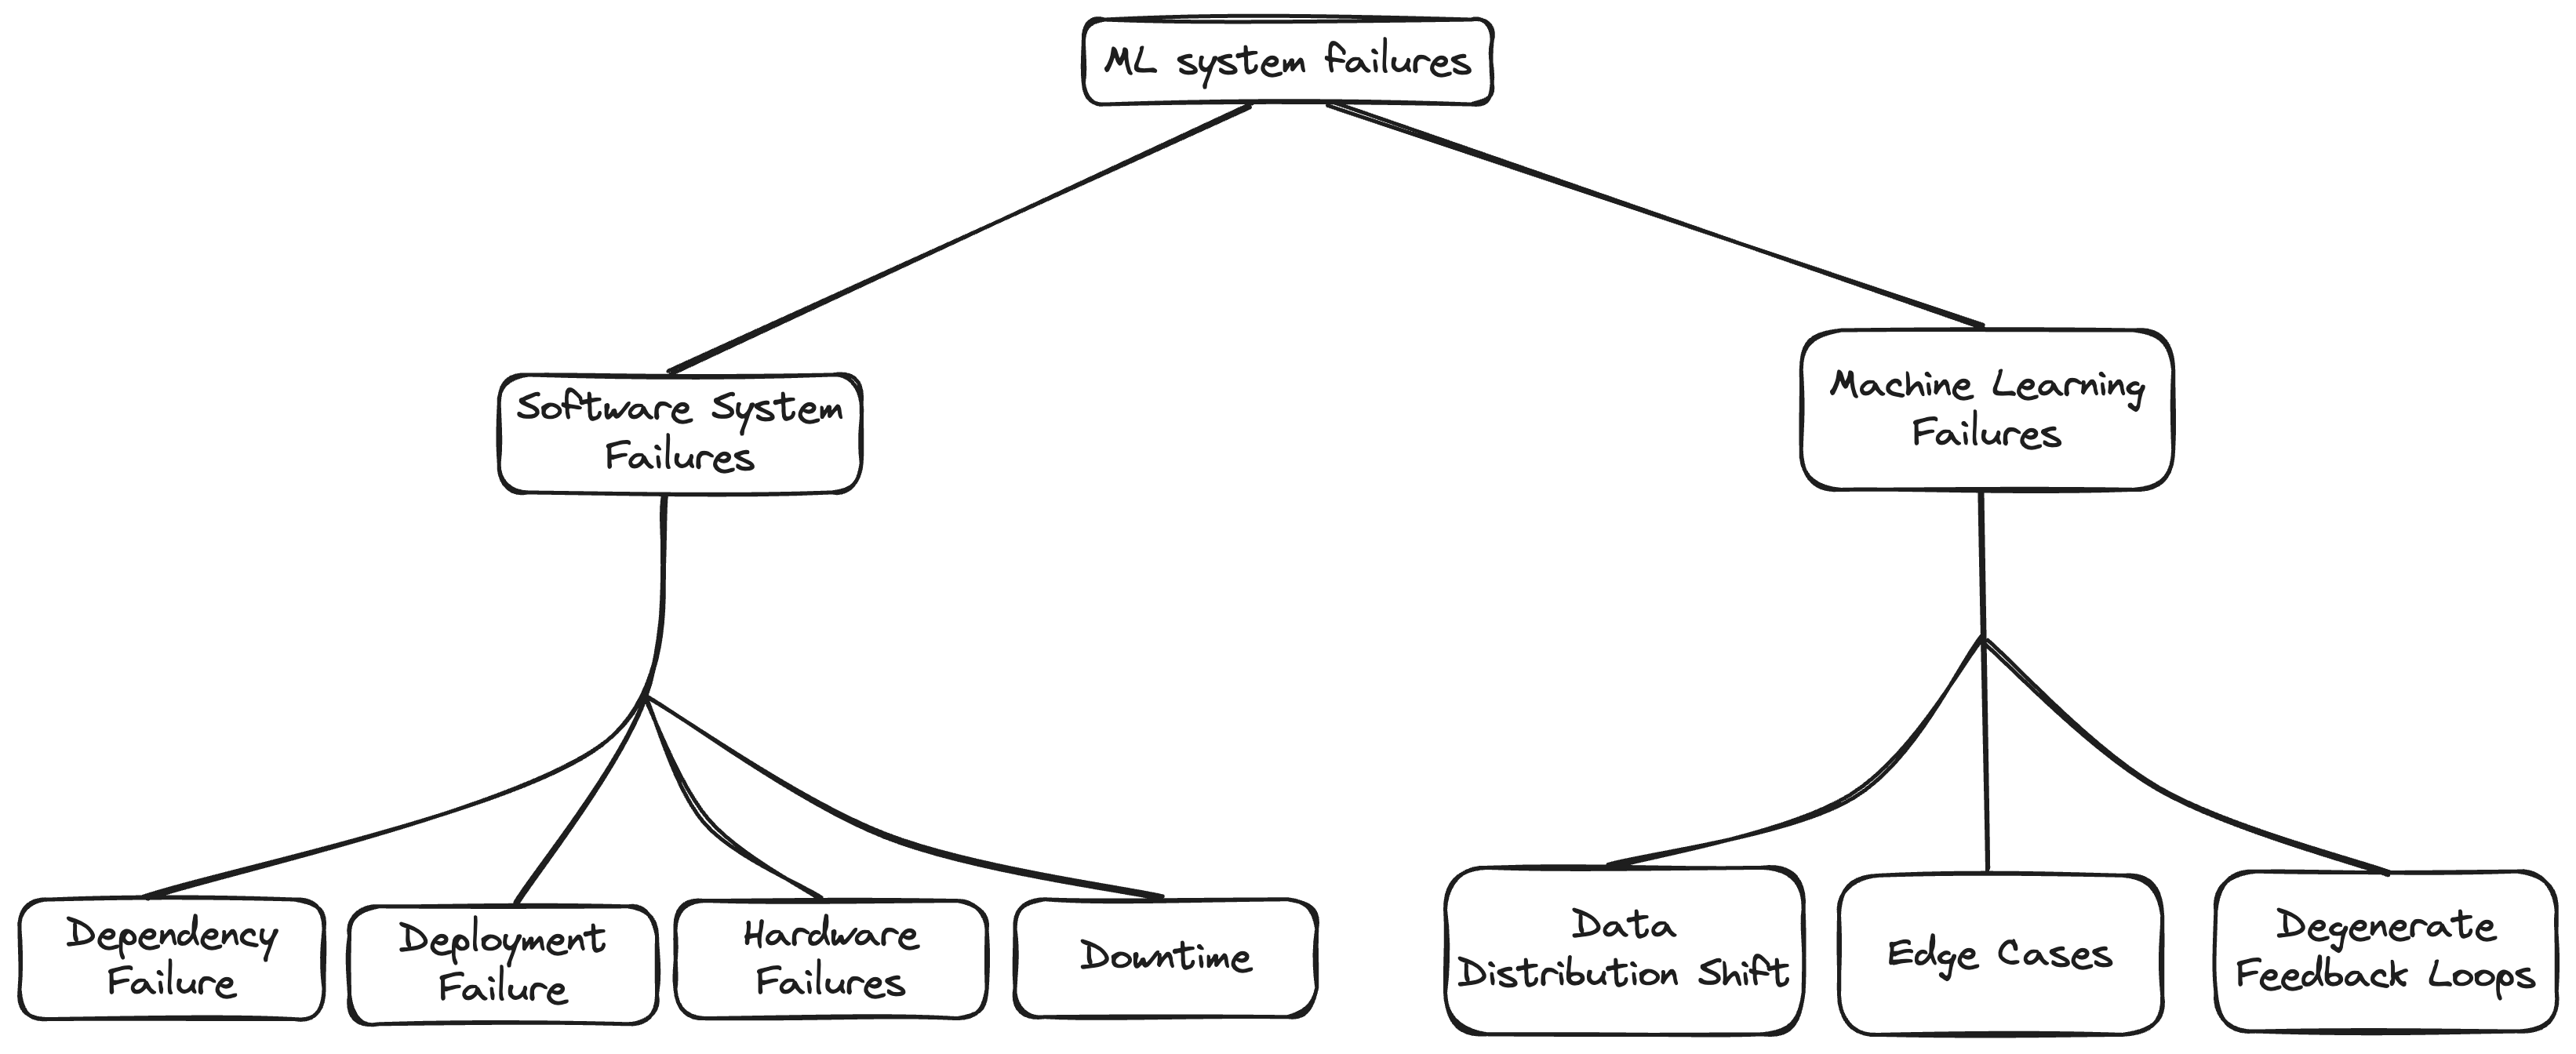 ML system failures
Software System
Failures
Machine Learning
Failures
Dependency
Failure
Deployment
Failure
Hardware
Failures
Downtime
Data
Distribution Shift
Edge Cases
Degenerate
Feedback Loops